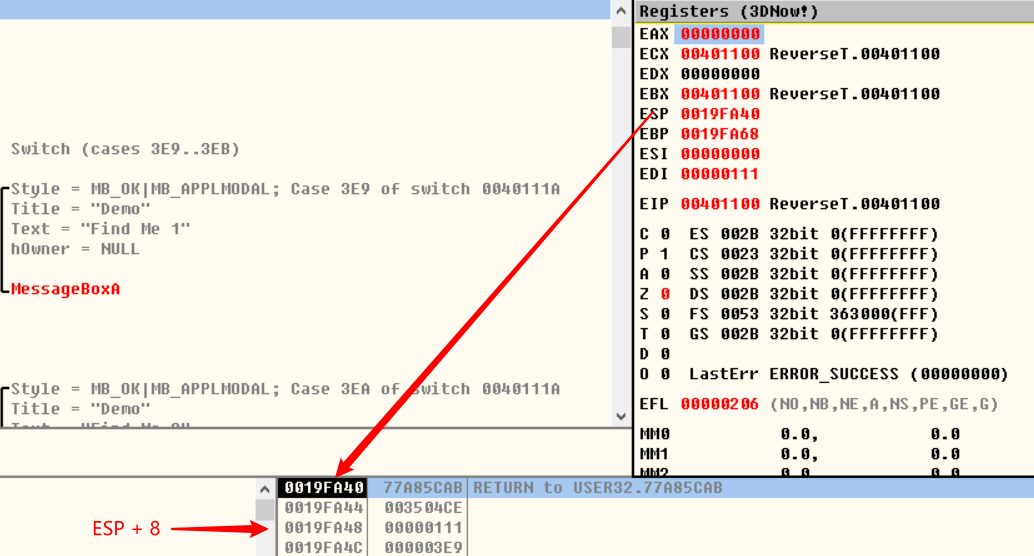 Registers (3DNow!)
EAX 00000000
ECX 00401100 ReverseT.00401100
EDX 00000000
EBX 00401100 ReverseT.00401100
ESP 0019FA40
EBP 0019FA68
ESI 00000000
EDI 00000111
EIP 00401100 ReverseT.00401100
C 0 ES 002B 32bit 0(FFFFFFFF)
P 1 CS 0023 32bit 0(FFFFFFFF)
A 0 SS 002B 32bit 0(FFFFFFFF)
Z 0 DS 002B 32bit 0(FFFFFFFF)
S 0 FS 0053 32bit 363000(FFF)
T 0 GS 002B 32bit 0(FFFFFFFF)
D 0
O 0 LastErr ERROR_SUCCESS (00000000)
EFL 00000206 (NO,NB,NE,A,NS,PE,GE,G)
MM0 0.0, 0.0
MM1 0.0, 0.0
MM2 0.0 0.0
Switch (cases 3E9..3EB)
Style = MB_OK|MB_APPLMODAL; Case 3E9 of switch 0040111A
Title = "Demo"
Text = "Find Me 1"
hOwner = NULL
MessageBoxA
Style = MB_OK|MB_APPLMODAL; Case 3EA of switch 0040111A
Title = "Demo"
0019FA40 77A85CAB RETURN to USER32.77A85CAB
0019FA44 003504CE
ESP + 8
0019FA48 00000111
0019FA4C 000003E9